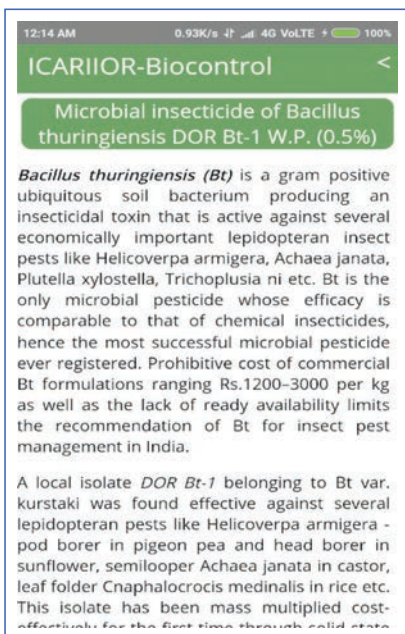 12:14 AM 0.93K/s 4G VoLTE 100%
ICARIIOR-Biocontrol <
Microbial insecticide of Bacillus
thuringiensis DOR Bt-1 W.P. (0.5%)
Bacillus thuringiensis (Bt) is a gram positive
ubiquitous soil bacterium producing an
insecticidal toxin that is active against several
economically important lepidopteran insect
pests like Helicoverpa armigera, Achaea janata,
Plutella xylostella, Trichoplusia ni etc. Bt is the
only microbial pesticide whose efficacy is
comparable to that of chemical insecticides,
hence the most successful microbial pesticide
ever registered. Prohibitive cost of commercial
Bt formulations ranging Rs.1200–3000 per kg
as well as the lack of ready availability limits
the recommendation of Bt for insect pest
management in India.
A local isolate DOR Bt-1 belonging to Bt var.
kurstaki was found effective against several
lepidopteran pests like Helicoverpa armigera -
pod borer in pigeon pea and head borer in
sunflower, semilooper Achaea janata in castor,
leaf folder Cnaphalocrocis medinalis in rice etc.
This isolate has been mass multiplied cost-
effectively for the first time through solid state